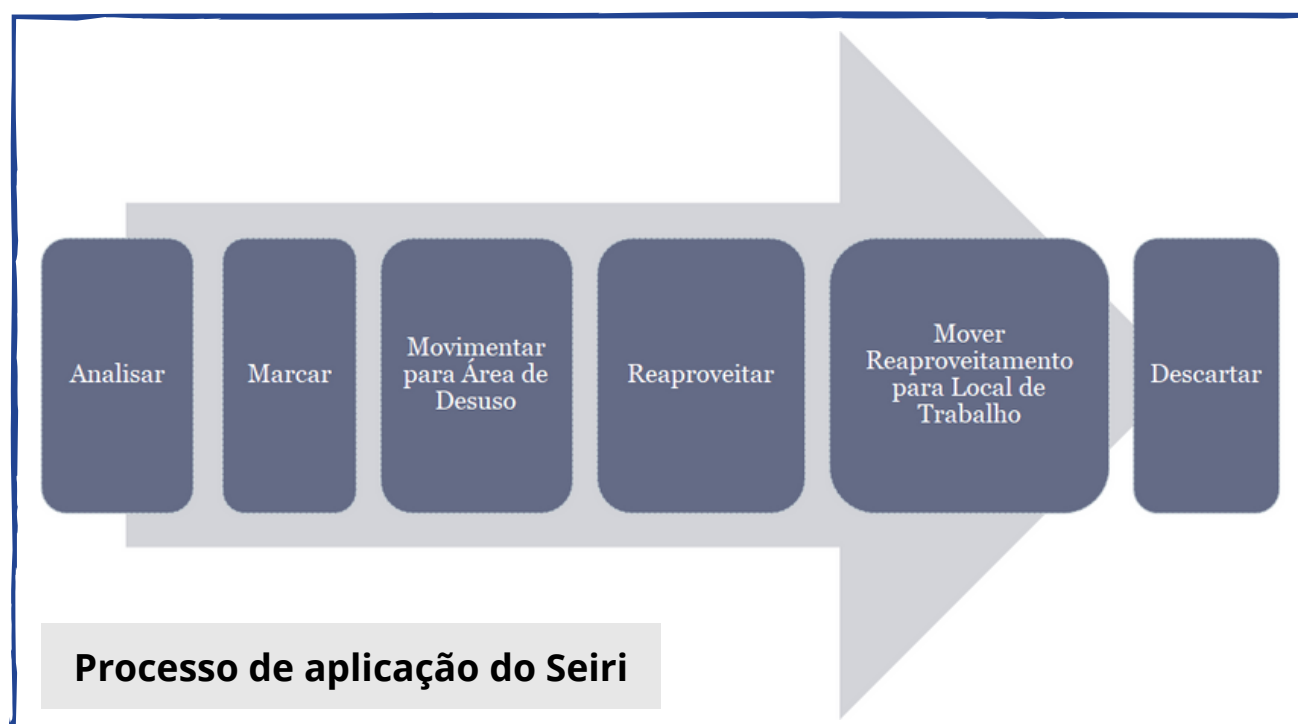 Analisar
Marcar
Movimentar
para Área de
Desuso
Reaproveitar
Mover
Reaproveitamento
para Local de
Trabalho
Descartar
Processo de aplicação do Seiri